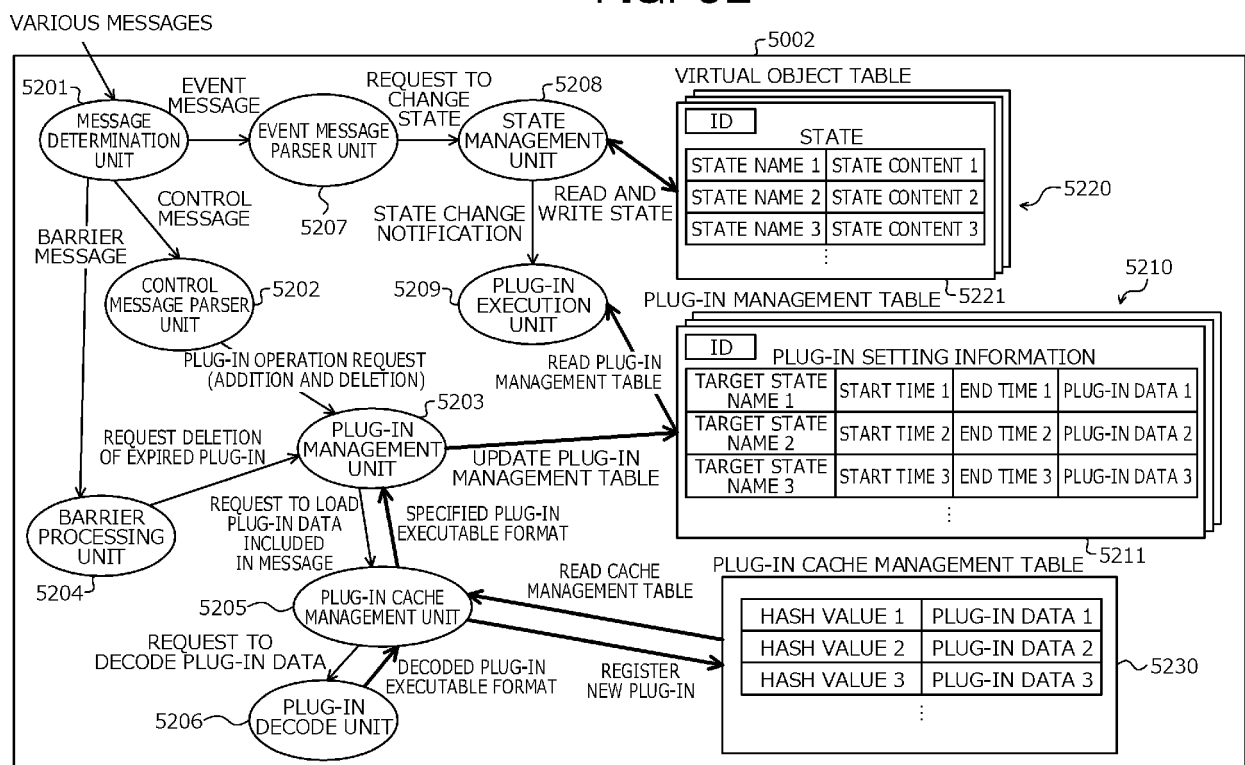 VARIOUS MESSAGES
5002
5201
MESSAGE
DETERMINATION
UNIT
EVENT
MESSAGE
EVENT MESSAGE
PARSER UNIT
5207
REQUEST TO
CHANGE
STATE
5208
STATE
MANAGEMENT
UNIT
READ AND
WRITE STATE
VIRTUAL OBJECT TABLE
ID
STATE
STATE NAME 1 STATE CONTENT 1
STATE NAME 2 STATE CONTENT 2
STATE NAME 3 STATE CONTENT 3
⋮
5220
5221
CONTROL
MESSAGE
BARRIER
MESSAGE
STATE CHANGE
NOTIFICATION
CONTROL
MESSAGE PARSER
UNIT
5202
5209
PLUG-IN
EXECUTION
UNIT
PLUG-IN OPERATION REQUEST
(ADDITION AND DELETION)
READ PLUG-IN
MANAGEMENT TABLE
PLUG-IN MANAGEMENT TABLE
5210
ID
PLUG-IN SETTING INFORMATION
TARGET STATE
NAME 1 START TIME 1 END TIME 1 PLUG-IN DATA 1
TARGET STATE
NAME 2 START TIME 2 END TIME 2 PLUG-IN DATA 2
TARGET STATE
NAME 3 START TIME 3 END TIME 3 PLUG-IN DATA 3
⋮
5211
5203
PLUG-IN
MANAGEMENT
UNIT
UPDATE PLUG-IN
MANAGEMENT TABLE
REQUEST DELETION
OF EXPIRED PLUG-IN
BARRIER
PROCESSING
UNIT
5204
REQUEST TO LOAD
PLUG-IN DATA
INCLUDED
IN MESSAGE
SPECIFIED PLUG-IN
EXECUTABLE FORMAT
5205
PLUG-IN CACHE
MANAGEMENT UNIT
READ CACHE
MANAGEMENT TABLE
REGISTER
NEW PLUG-IN
REQUEST TO
DECODE PLUG-IN DATA
DECODED PLUG-IN
EXECUTABLE FORMAT
5206
PLUG-IN
DECODE UNIT
PLUG-IN CACHE MANAGEMENT TABLE
HASH VALUE 1 PLUG-IN DATA 1
HASH VALUE 2 PLUG-IN DATA 2
HASH VALUE 3 PLUG-IN DATA 3
⋮
5230